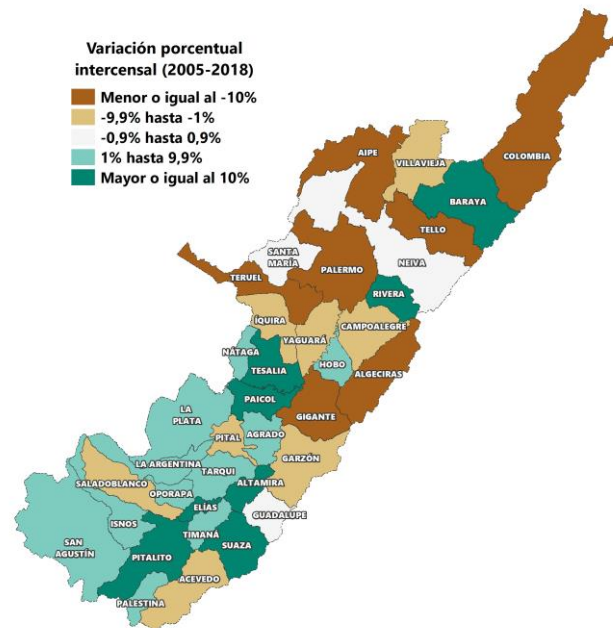 Variación porcentual
intercensal (2005-2018)
Menor o igual al -10%
-9,9% hasta -1%
-0,9% hasta 0,9%
1% hasta 9,9%
Mayor o igual al 10%
AIPE
VILLAVIEJA
COLOMBIA
BARAYA
TELLO
SANTA
MARÍA
PALERMO
NEIVA
TERUEL
RIVERA
ÍQUIRA
YAGUARÁ
CAMPOALEGRE
NÁTAGA
HOBO
TESALIA
ALGECIRAS
PAICOL
LA
PLATA
GIGANTE
PITAL
AGRADO
GARZÓN
LA ARGENTINA
TARQUI
SALADOBLANCO
OPORAPA
ALTAMIRA
ELÍAS
GUADALUPE
ISNOS
TIMANÁ
SAN
AGUSTÍN
PITALITO
SUAZA
ACEVEDO
PALESTINA